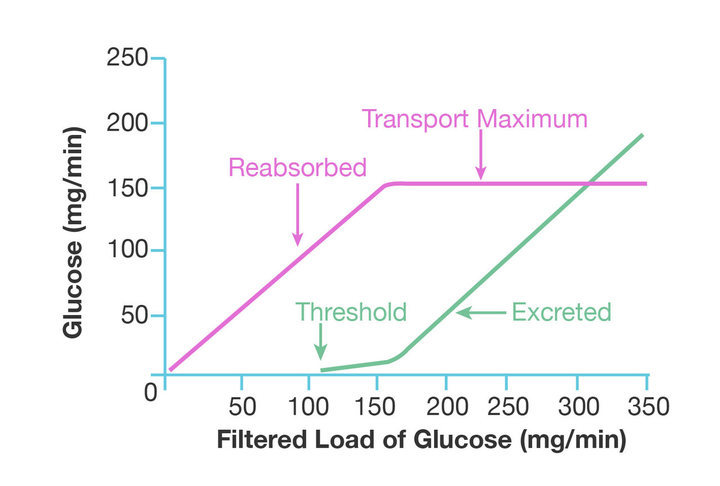 250
200
150
100
50
0
Glucose (mg/min)
Transport Maximum
Reabsorbed
Threshold
Excreted
50 100 150 200 250 300 350
Filtered Load of Glucose (mg/min)